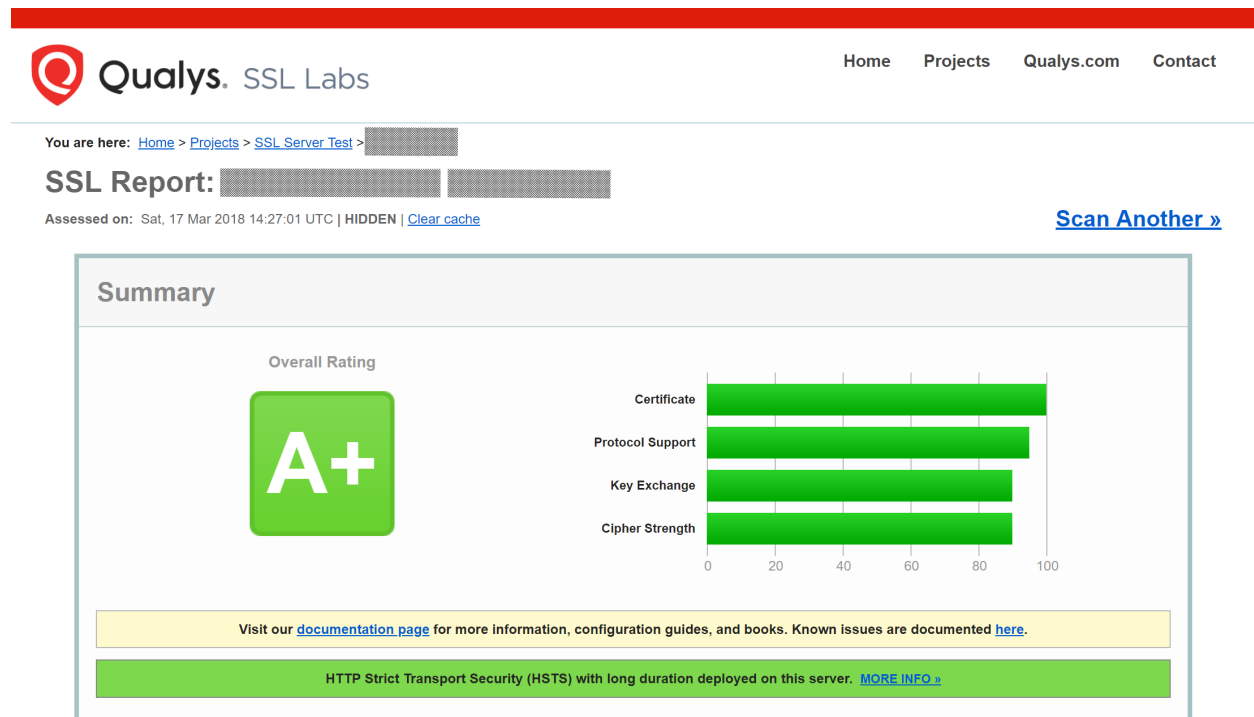 Qualys. SSL Labs
Home Projects Qualys.com Contact
You are here: Home > Projects > SSL Server Test >
SSL Report:
Assessed on: Sat, 17 Mar 2018 14:27:01 UTC | HIDDEN | Clear cache
Scan Another »
Summary
Overall Rating
A+
Certificate
Protocol Support
Key Exchange
Cipher Strength
0 20 40 60 80 100
Visit our documentation page for more information, configuration guides, and books. Known issues are documented here.
HTTP Strict Transport Security (HSTS) with long duration deployed on this server. MORE INFO »